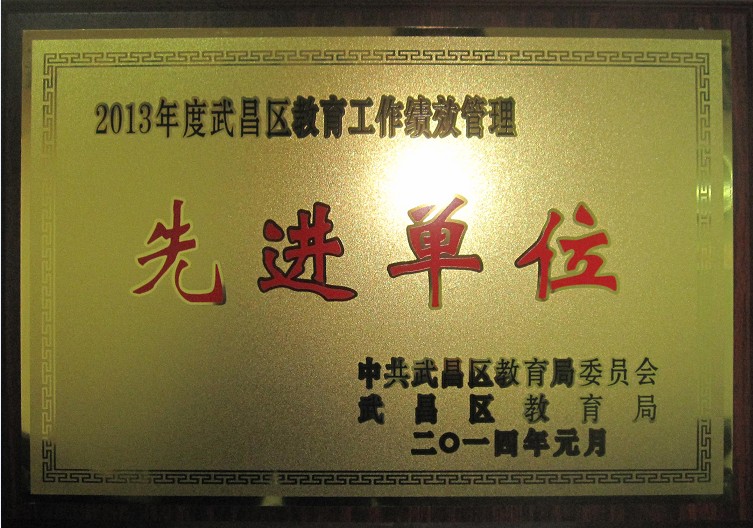 2013年度武昌区教育工作绩效管理
先进单位
中共武昌区教育局委员会
武昌区教育局
二〇一四年元月